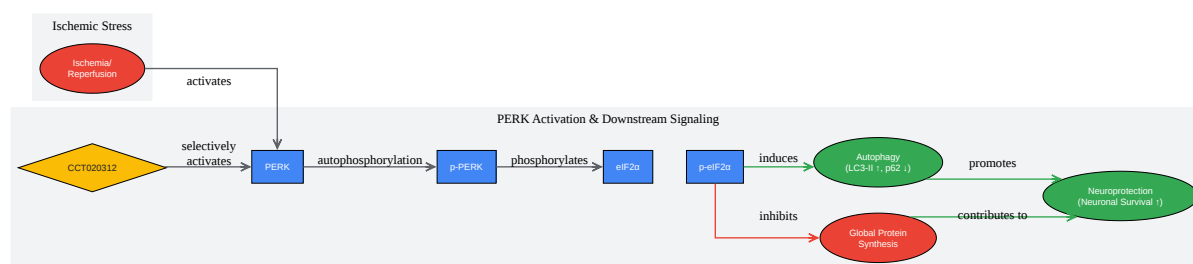 Ischemic Stress
Ischemia/
Reperfusion
activates
PERK Activation & Downstream Signaling
CCT020312
selectively
activates
PERK
autophosphorylation
p-PERK
phosphorylates
eIF2α
p-eIF2α
induces
Autophagy
(LC3-II ↑, p62 ↓)
promotes
Neuroprotection
(Neuronal Survival ↑)
inhibits
Global Protein
Synthesis
contributes to